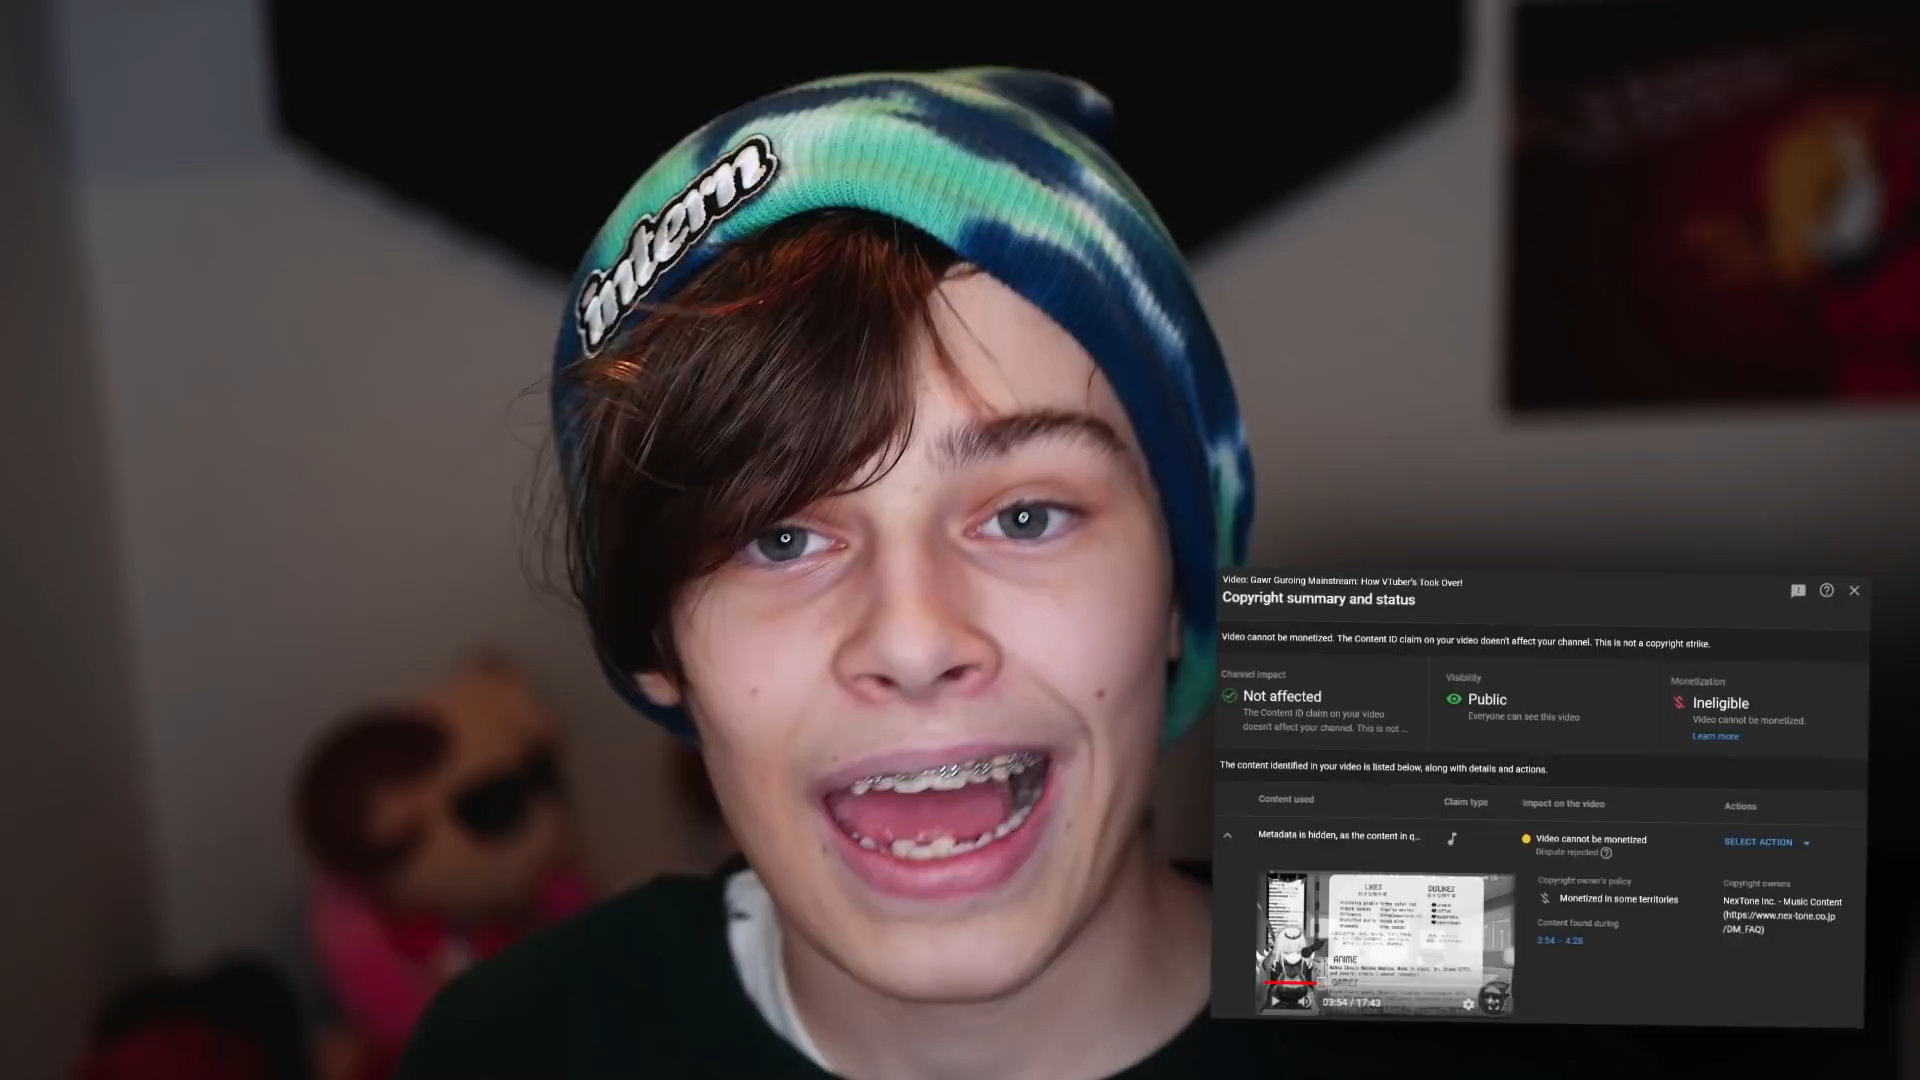 intern
Video: Gawr Guroing Mainstream: How VTuber's Took Over!
Copyright summary and status
Video cannot be monetized. The Content ID claim on your video doesn't affect your channel. This is not a copyright strike.
Channel impact
Not affected
The Content ID claim on your video
doesn't affect your channel. This is not ...
Visibility
Public
Everyone can see this video
Monetization
Ineligible
Video cannot be monetized.
Learn more
The content identified in your video is listed below, along with details and actions.
Content used
Claim type
Impact on the video
Actions
Metadata is hidden, as the content in q...
Video cannot be monetized
Dispute rejected
SELECT ACTION
Copyright owner's policy
Monetized in some territories
Content found during
3:54 - 4:28
Copyright owners
NexTone Inc. - Music Content
(https://www.nex-tone.co.jp
/DM_FAQ)
LIKES
DISLIKES
ANIME
GAMES
03:54 / 17:43